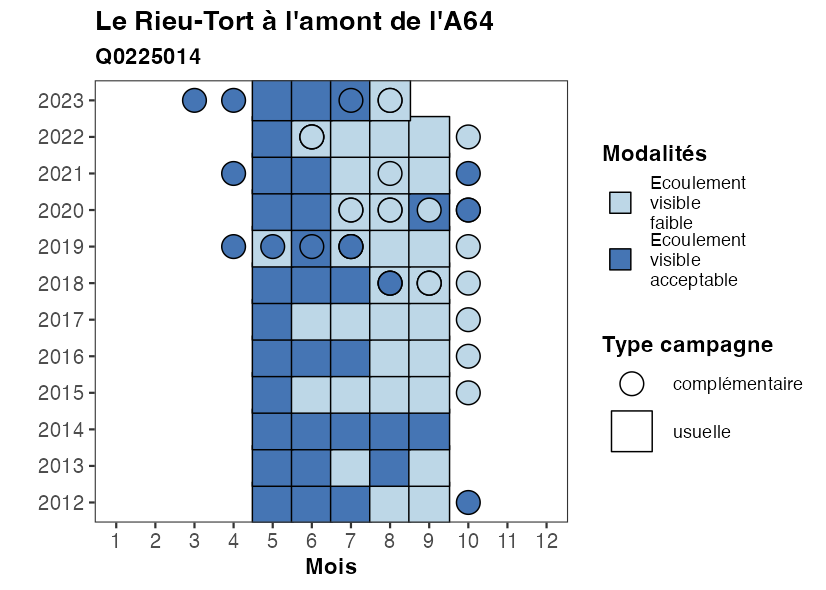 Le Rieu-Tort à l'amont de l'A64
Q0225014
2023
2022
2021
2020
2019
2018
2017
2016
2015
2014
2013
2012
1 2 3 4 5 6 7 8 9 10 11 12
Mois
Modalités
Ecoulement
visible
faible
Ecoulement
visible
acceptable
Type campagne
complémentaire
usuelle